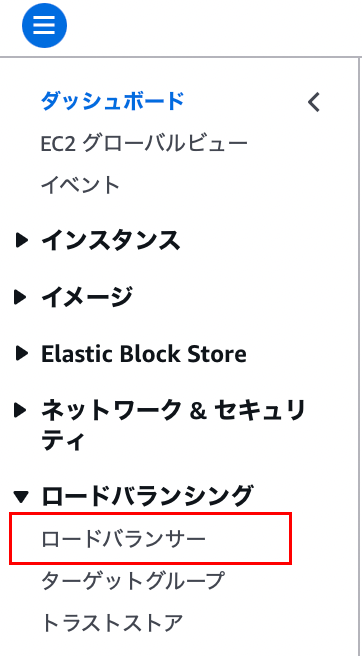 ダッシュボード
EC2 グローバルビュー
イベント
インスタンス
イメージ
Elastic Block Store
ネットワーク & セキュリ
ティ
ロードバランシング
ロードバランサー
ターゲットグループ
トラストストア